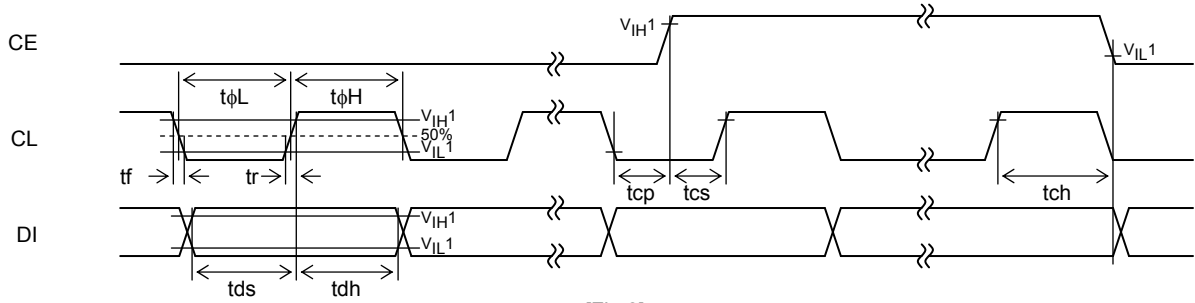 CE
V_IH1
V_IL1
tϕL
tϕH
CL
V_IH1
50%
V_IL1
tf
tr
tcp
tcs
tch
DI
V_IH1
V_IL1
tds
tdh